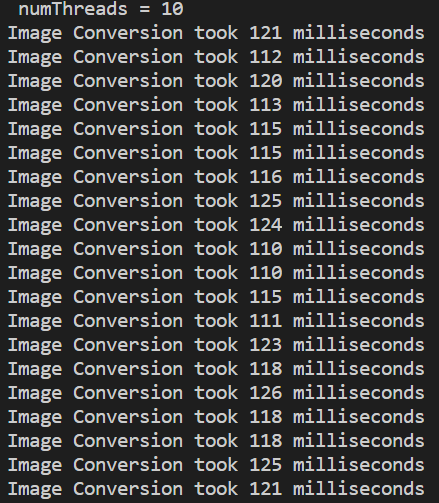 numThreads = 10
Image Conversion took 121 milliseconds
Image Conversion took 112 milliseconds
Image Conversion took 120 milliseconds
Image Conversion took 113 milliseconds
Image Conversion took 115 milliseconds
Image Conversion took 115 milliseconds
Image Conversion took 116 milliseconds
Image Conversion took 125 milliseconds
Image Conversion took 124 milliseconds
Image Conversion took 110 milliseconds
Image Conversion took 110 milliseconds
Image Conversion took 115 milliseconds
Image Conversion took 111 milliseconds
Image Conversion took 123 milliseconds
Image Conversion took 118 milliseconds
Image Conversion took 126 milliseconds
Image Conversion took 118 milliseconds
Image Conversion took 118 milliseconds
Image Conversion took 125 milliseconds
Image Conversion took 121 milliseconds